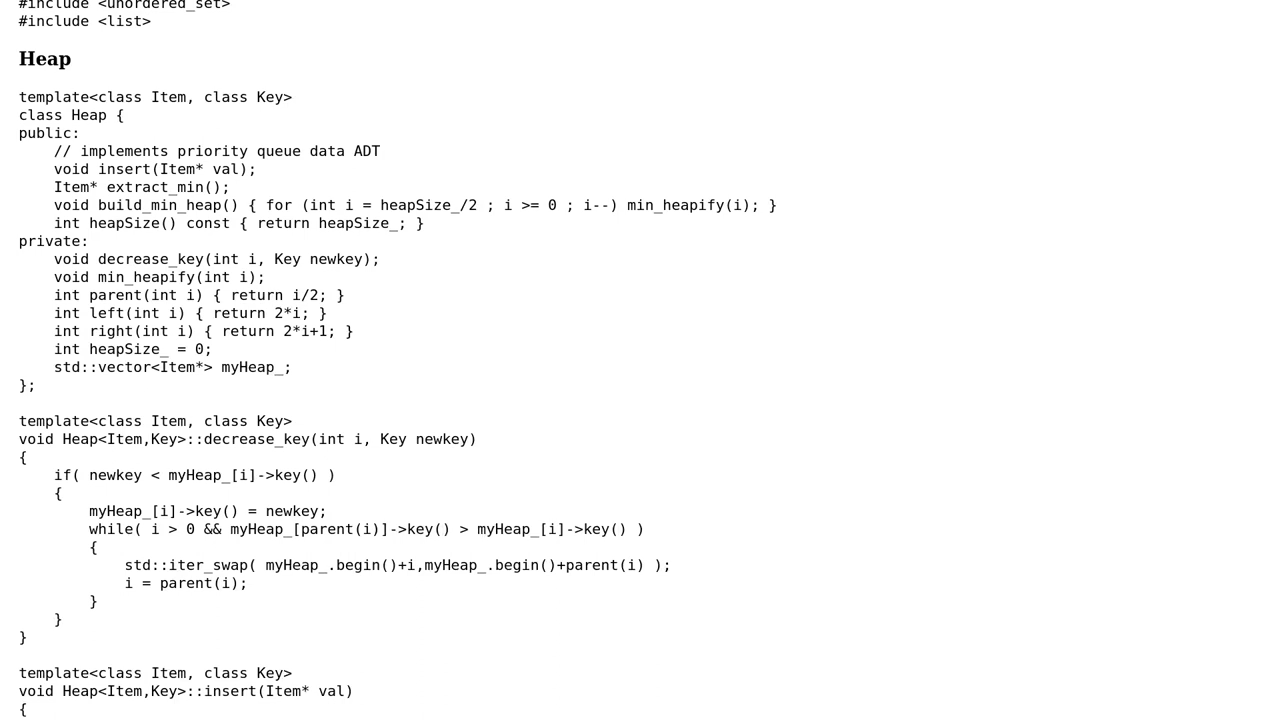 #include <unordered_set>
#include <list>
Heap
template<class Item, class Key>
class Heap {
public:
    // implements priority queue data ADT
    void insert(Item* val);
    Item* extract_min();
    void build_min_heap() { for (int i = heapSize_/2 ; i >= 0 ; i--) min_heapify(i); }
    int heapSize() const { return heapSize_; }
private:
    void decrease_key(int i, Key newkey);
    void min_heapify(int i);
    int parent(int i) { return i/2; }
    int left(int i) { return 2*i; }
    int right(int i) { return 2*i+1; }
    int heapSize_ = 0;
    std::vector<Item*> myHeap_;
};
template<class Item, class Key>
void Heap<Item,Key>::decrease_key(int i, Key newkey)
{
    if( newkey < myHeap_[i]->key() )
    {
        myHeap_[i]->key() = newkey;
        while( i > 0 && myHeap_[parent(i)]->key() > myHeap_[i]->key() )
        {
            std::iter_swap( myHeap_.begin()+i,myHeap_.begin()+parent(i) );
            i = parent(i);
        }
    }
}
template<class Item, class Key>
void Heap<Item,Key>::insert(Item* val)
{